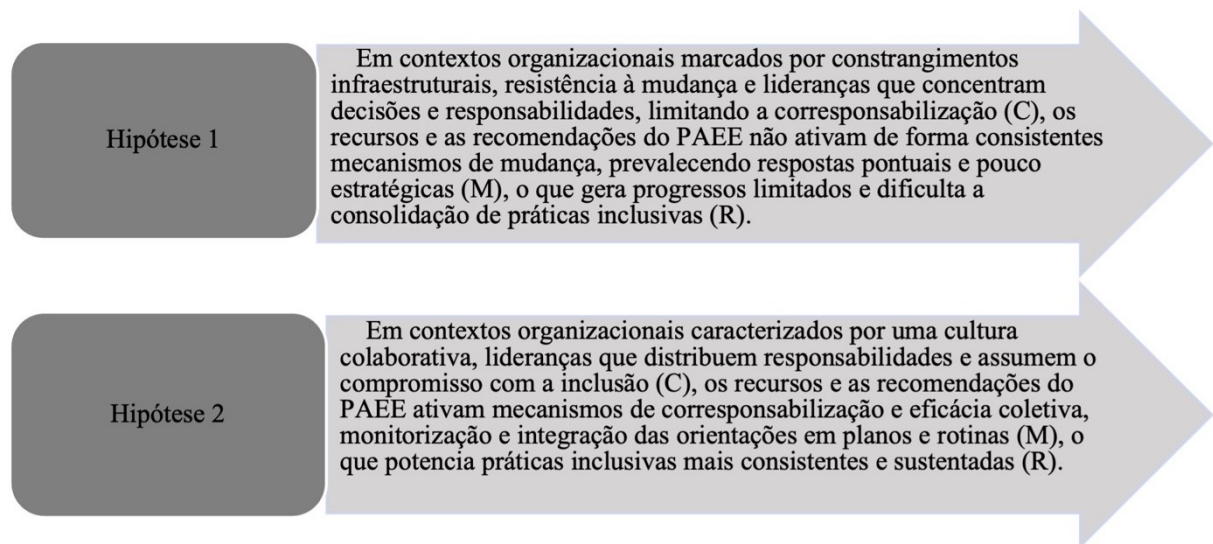 Hipótese 1
Em contextos organizacionais marcados por constrangimentos
infraestruturais, resistência à mudança e lideranças que concentram
decisões e responsabilidades, limitando a corresponsabilização (C), os
recursos e as recomendações do PAEE não ativam de forma consistentes
mecanismos de mudança, prevalecendo respostas pontuais e pouco
estratégicas (M), o que gera progressos limitados e dificulta a
consolidação de práticas inclusivas (R).
Hipótese 2
Em contextos organizacionais caracterizados por uma cultura
colaborativa, lideranças que distribuem responsabilidades e assumem o
compromisso com a inclusão (C), os recursos e as recomendações do
PAEE ativam mecanismos de corresponsabilização e eficácia coletiva,
monitorização e integração das orientações em planos e rotinas (M), o
que potencia práticas inclusivas mais consistentes e sustentadas (R).